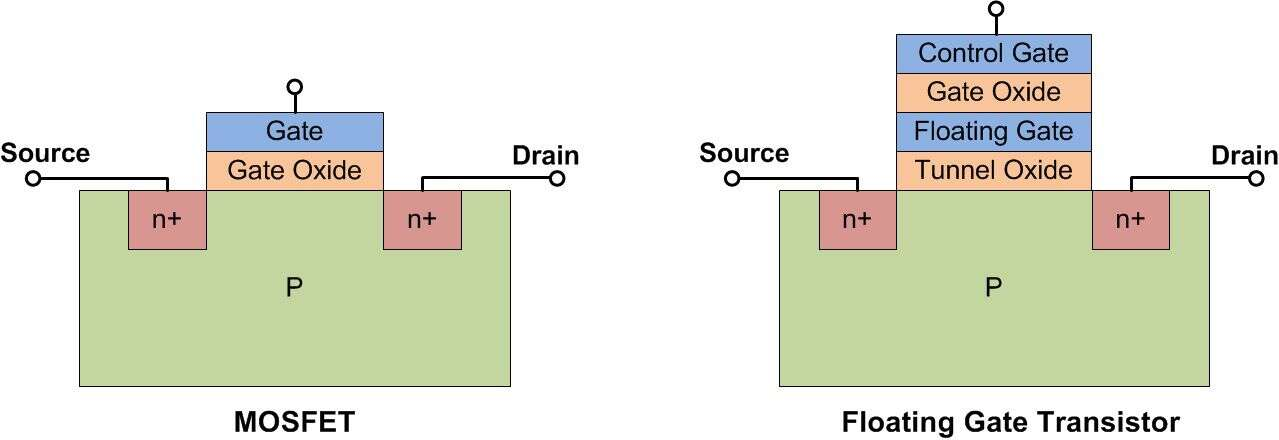 Gate
Source
Gate Oxide
Drain
n+
n+
P
MOSFET
Control Gate
Gate Oxide
Floating Gate
Source
Tunnel Oxide
Drain
n+
n+
P
Floating Gate Transistor